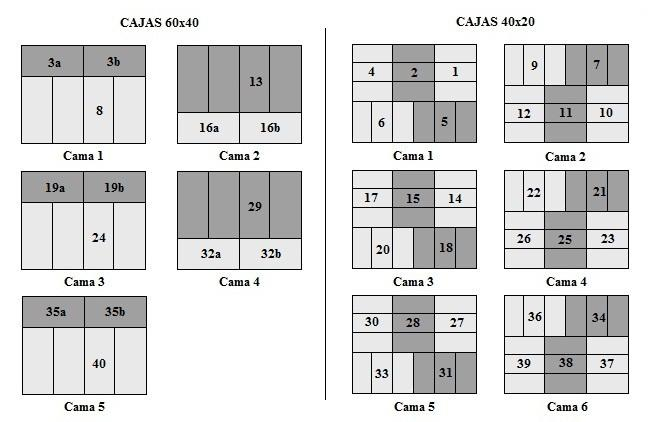 CAJAS 60x40
3a 3b
8
Cama 1
13
16a 16b
Cama 2
19a 19b
24
Cama 3
29
32a 32b
Cama 4
35a 35b
40
Cama 5
CAJAS 40x20
4 2 1
6 5
Cama 1
9 7
12 11 10
Cama 2
17 15 14
20 18
Cama 3
22 21
26 25 23
Cama 4
30 28 27
33 31
Cama 5
36 34
39 38 37
Cama 6